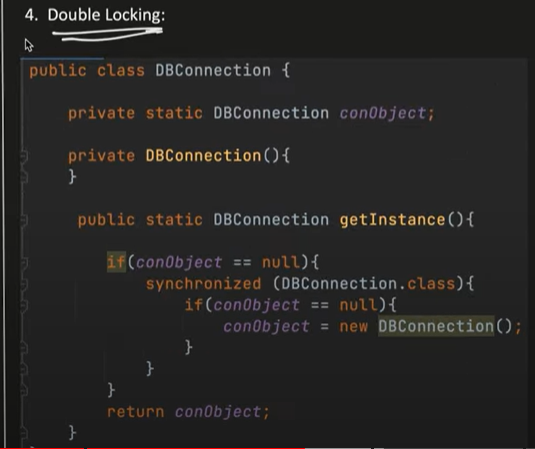 4. Double Locking:
public class DBConnection {
private static DBConnection conObject;
private DBConnection(){
}
public static DBConnection getInstance(){
if(conObject == null){
synchronized (DBConnection.class){
if(conObject == null){
conObject = new DBConnection();
}
}
}
return conObject;
}